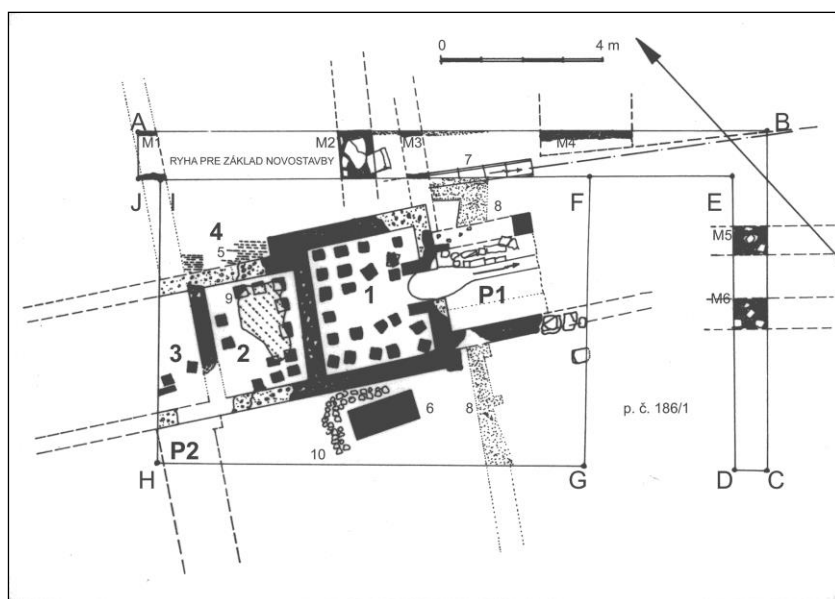 0 4 m
A B
M1 M2 M3 M4
RYHA PRE ZÁKLAD NOVOSTAVBY
7
J I F E
8
4
5
M5
9
1
P1
M6
2
3
6 8
p. č. 186/1
P2
10
H G D C